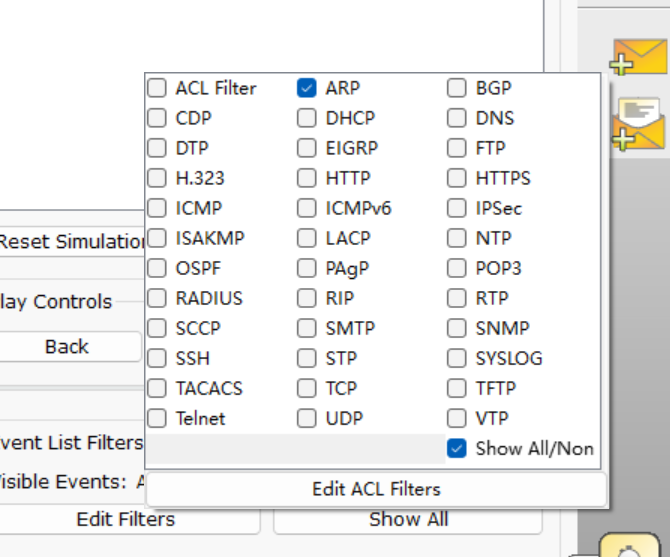 ACL Filter ARP BGP
CDP DHCP DNS
DTP EIGRP FTP
H.323 HTTP HTTPS
ICMP ICMPv6 IPSec
Reset Simulation ISAKMP LACP NTP
OSPF PAgP POP3
lay Controls RADIUS RIP RTP
SCCP SMTP SNMP
Back SSH STP SYSLOG
TACACS TCP TFTP
Telnet UDP VTP
vent List Filters Show All/Non
isible Events: A Edit ACL Filters
Edit Filters Show All